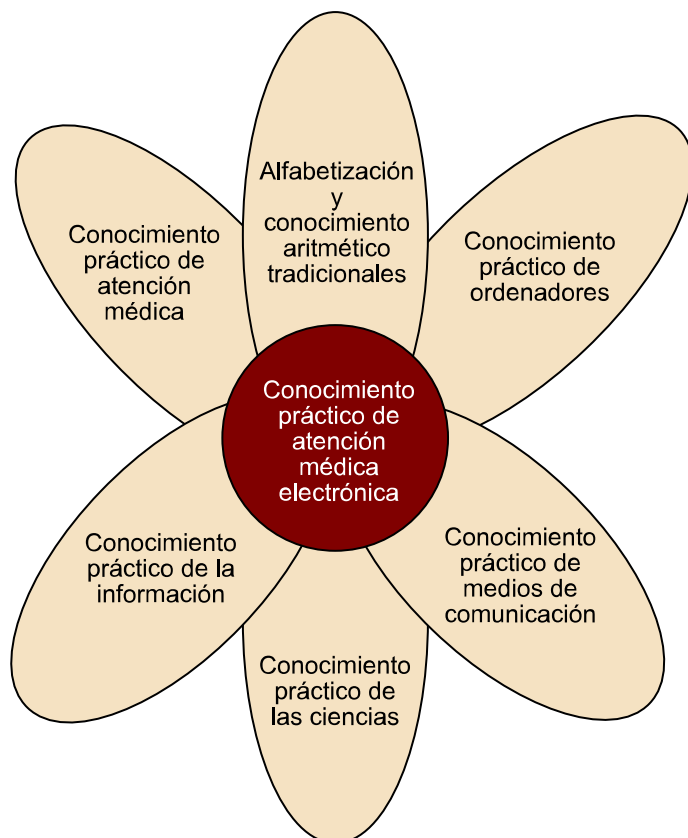 Alfabetización
y
conocimiento
aritmético
tradicionales
Conocimiento
práctico de
atención
médica
Conocimiento
práctico de
ordenadores
Conocimiento
práctico de
atención
médica
electrónica
Conocimiento
práctico de la
información
Conocimiento
práctico de
medios de
comunicación
Conocimiento
práctico de
las ciencias